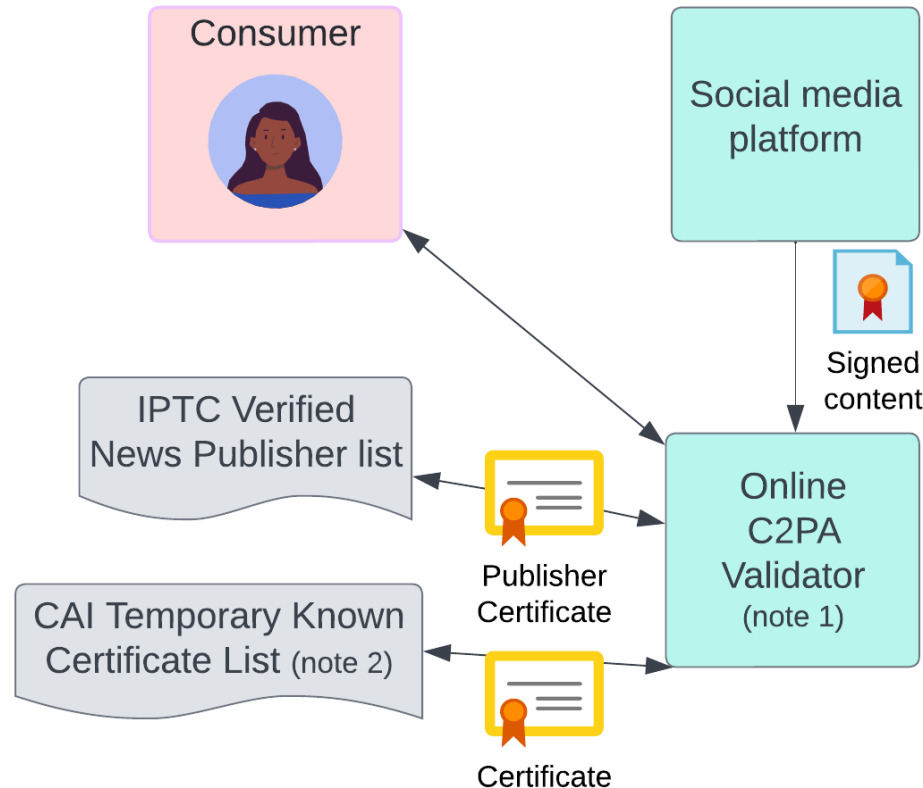 Consumer
Social media
platform
Signed
content
IPTC Verified
News Publisher list
Publisher
Certificate
Online
C2PA
Validator
(note 1)
CAI Temporary Known
Certificate List (note 2)
Certificate